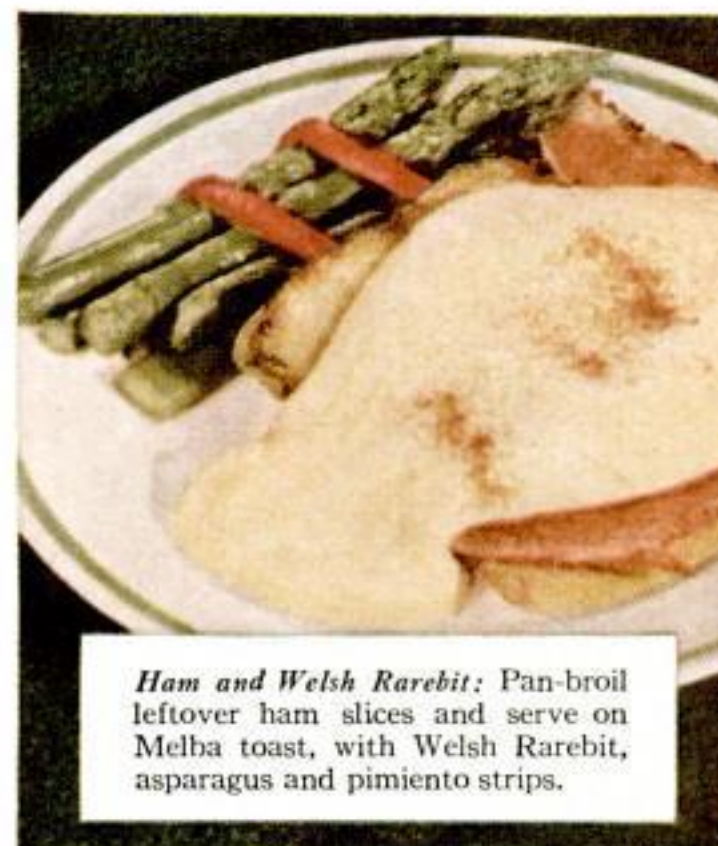 Ham and Welsh Rarebit: Pan-broil
leftover ham slices and serve on
Melba toast, with Welsh Rarebit,
asparagus and pimiento strips.